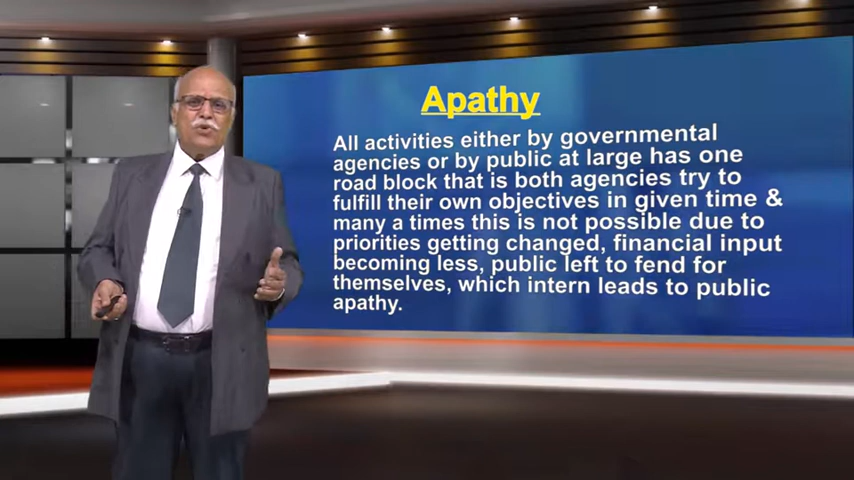 Apathy
All activities either by governmental
agencies or by public at large has one
road block that is both agencies try to
fulfill their own objectives in given time &
many a times this is not possible due to
priorities getting changed, financial input
becoming less, public left to fend for
themselves, which intern leads to public
apathy.